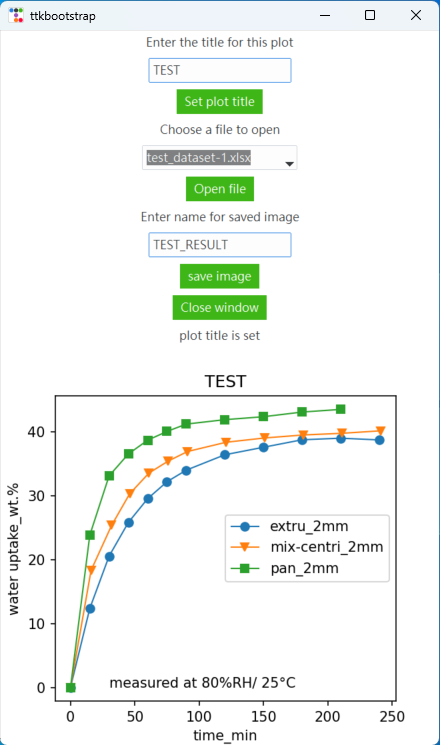 ttkbootstrap
Enter the title for this plot
TEST
Set plot title
Choose a file to open
test_dataset-1.xlsx
Open file
Enter name for saved image
TEST_RESULT
save image
Close window
plot title is set
TEST
40
30
20
10
0
water uptake_wt.%
extru_2mm
mix-centri_2mm
pan_2mm
measured at 80%RH/ 25°C
0 50 100 150 200 250
time_min